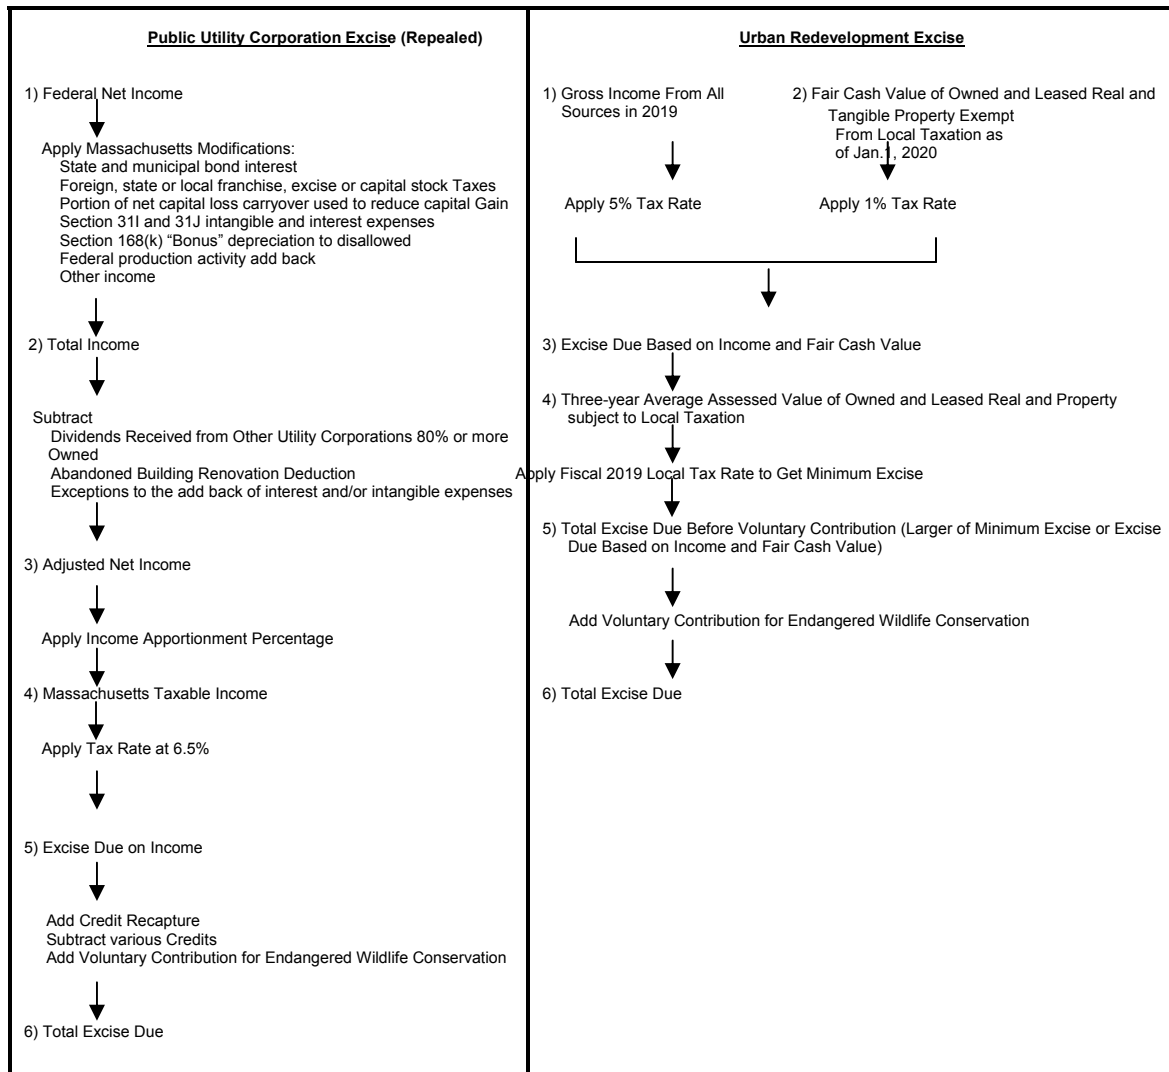 Public Utility Corporation Excise (Repealed)
1) Federal Net Income
Apply Massachusetts Modifications:
State and municipal bond interest
Foreign, state or local franchise, excise or capital stock Taxes
Portion of net capital loss carryover used to reduce capital Gain
Section 31I and 31J intangible and interest expenses
Section 168(k) “Bonus” depreciation to disallowed
Federal production activity add back
Other income
2) Total Income
Subtract
Dividends Received from Other Utility Corporations 80% or more
Owned
Abandoned Building Renovation Deduction
Exceptions to the add back of interest and/or intangible expenses
3) Adjusted Net Income
Apply Income Apportionment Percentage
4) Massachusetts Taxable Income
Apply Tax Rate at 6.5%
5) Excise Due on Income
Add Credit Recapture
Subtract various Credits
Add Voluntary Contribution for Endangered Wildlife Conservation
6) Total Excise Due
Urban Redevelopment Excise
1) Gross Income From All
Sources in 2019
2) Fair Cash Value of Owned and Leased Real and
Tangible Property Exempt
From Local Taxation as
of Jan.1, 2020
Apply 5% Tax Rate
Apply 1% Tax Rate
3) Excise Due Based on Income and Fair Cash Value
4) Three-year Average Assessed Value of Owned and Leased Real and Property
subject to Local Taxation
Apply Fiscal 2019 Local Tax Rate to Get Minimum Excise
5) Total Excise Due Before Voluntary Contribution (Larger of Minimum Excise or Excise
Due Based on Income and Fair Cash Value)
Add Voluntary Contribution for Endangered Wildlife Conservation
6) Total Excise Due